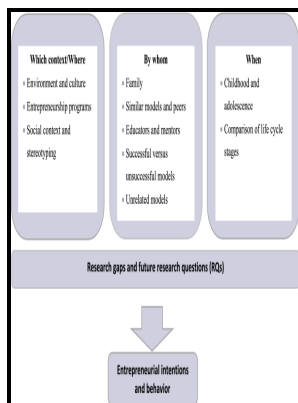 Which context/Where
Environment and culture
Entrepreneurship programs
Social context and
stereotyping
By whom
Family
Similar models and peers
Educators and mentors
Successful versus
unsuccessful models
Unrelated models
When
Childhood and
adolescence
Comparison of life cycle
stages
Research gaps and future research questions (RQs)
Entrepreneurial intentions
and behavior